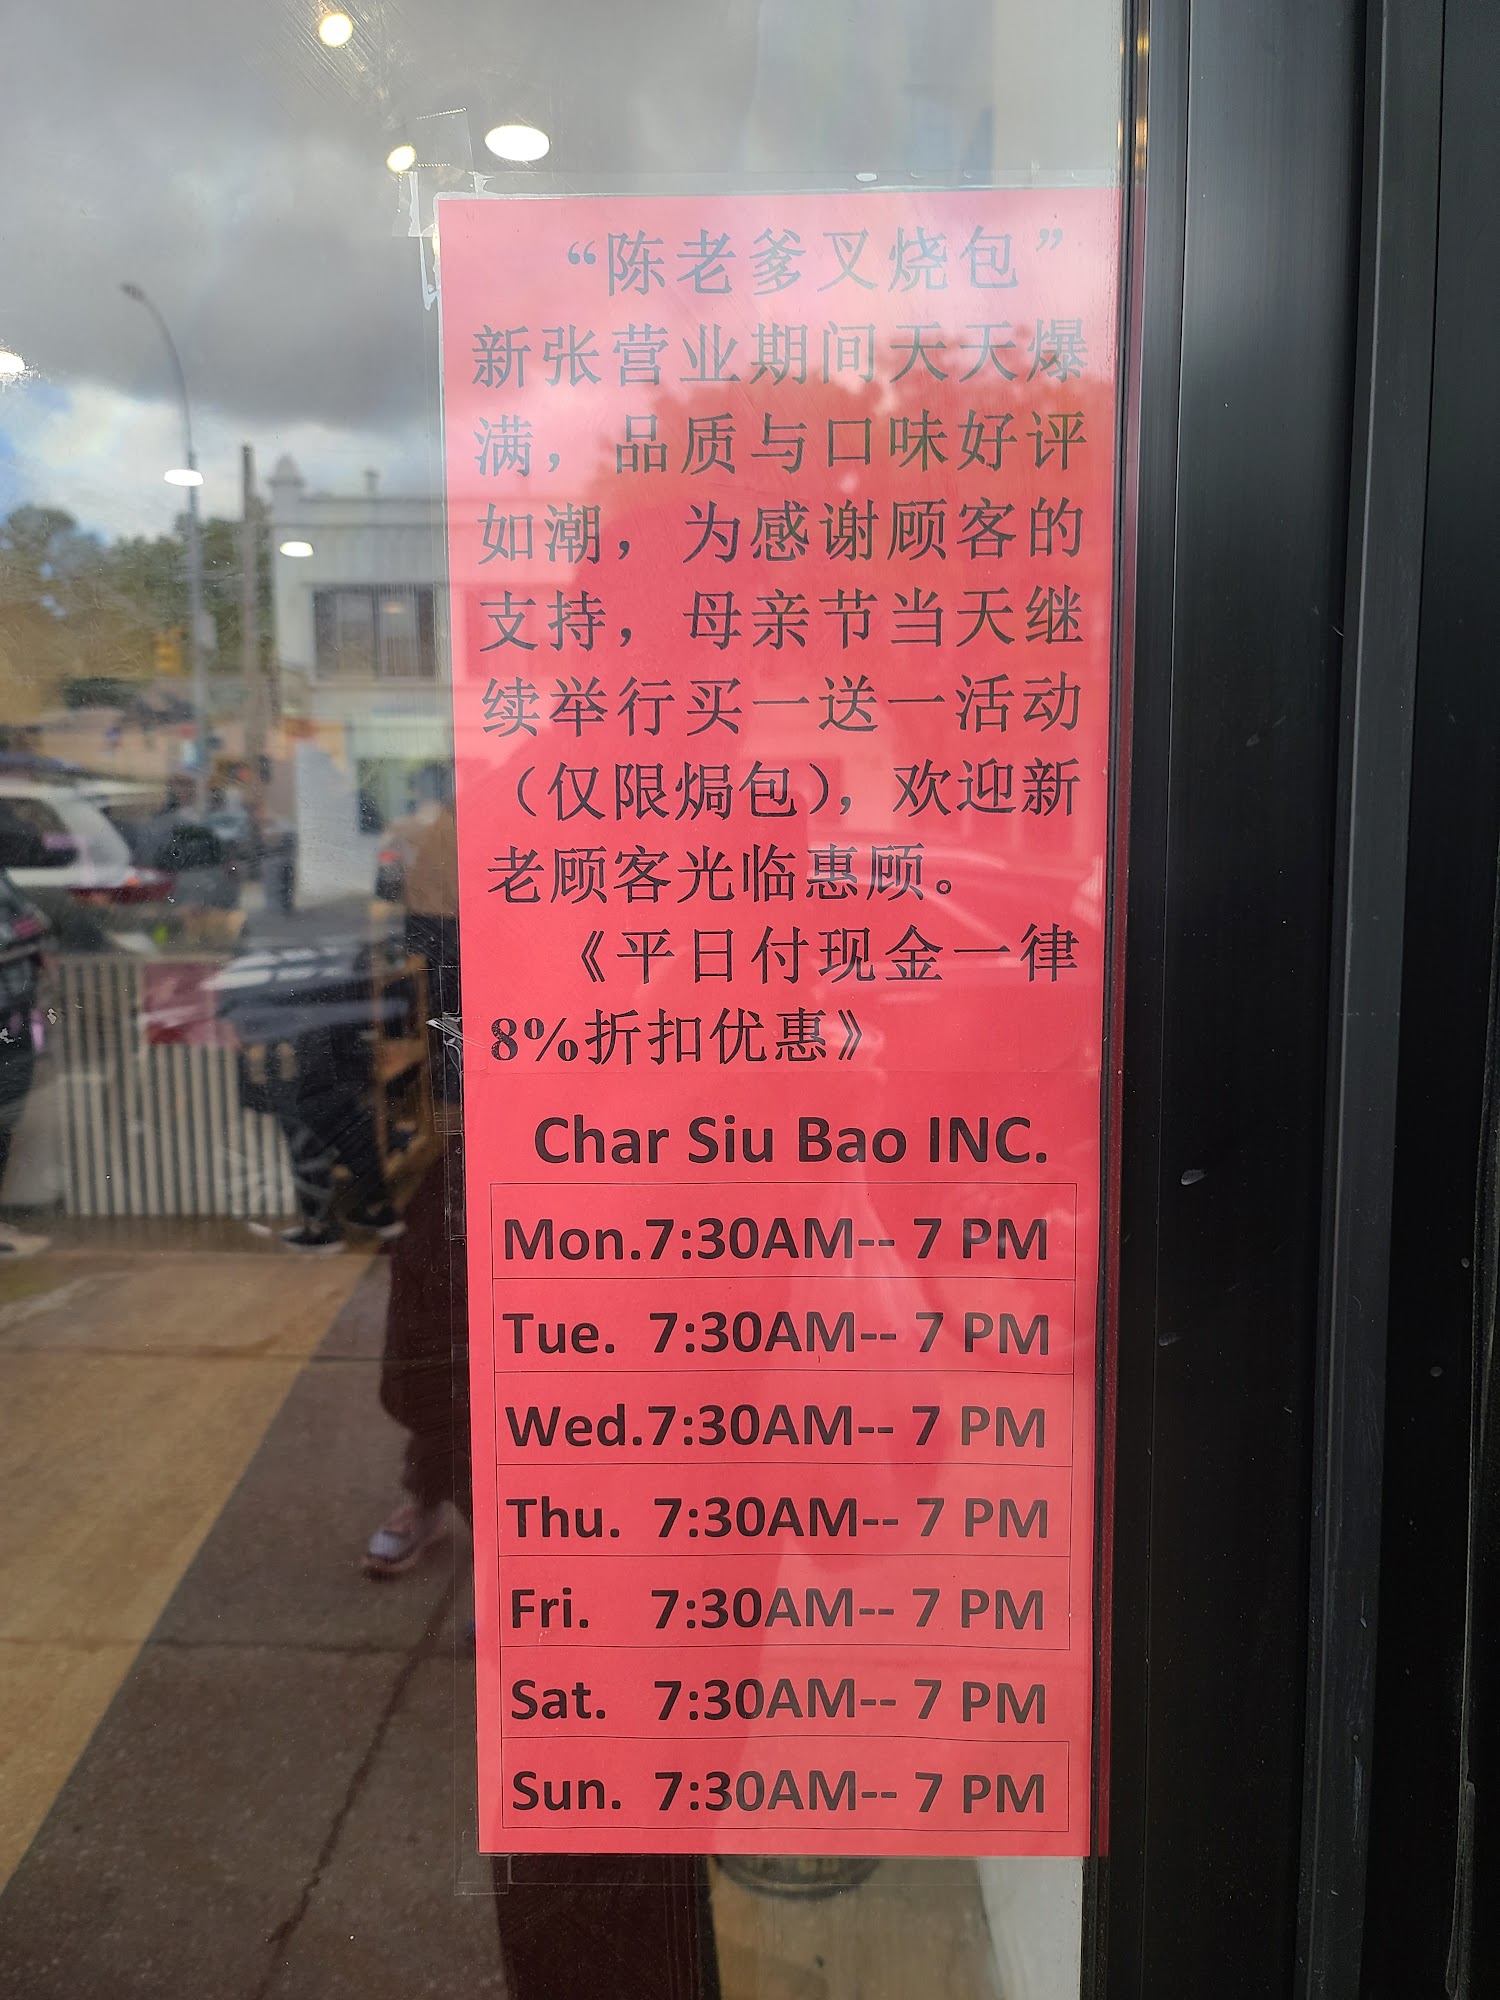 “陈老爹叉烧包”
新张营业期间天天爆
满，品质与口味好评
如潮，为感谢顾客的
支持，母亲节当天继
续举行买一送一活动
（仅限焗包），欢迎新
老顾客光临惠顾。
《平日付现金一律
8%折扣优惠》
Char Siu Bao INC.
Mon.7:30AM-- 7 PM
Tue. 7:30AM-- 7 PM
Wed.7:30AM-- 7 PM
Thu. 7:30AM-- 7 PM
Fri. 7:30AM-- 7 PM
Sat. 7:30AM-- 7 PM
Sun. 7:30AM-- 7 PM